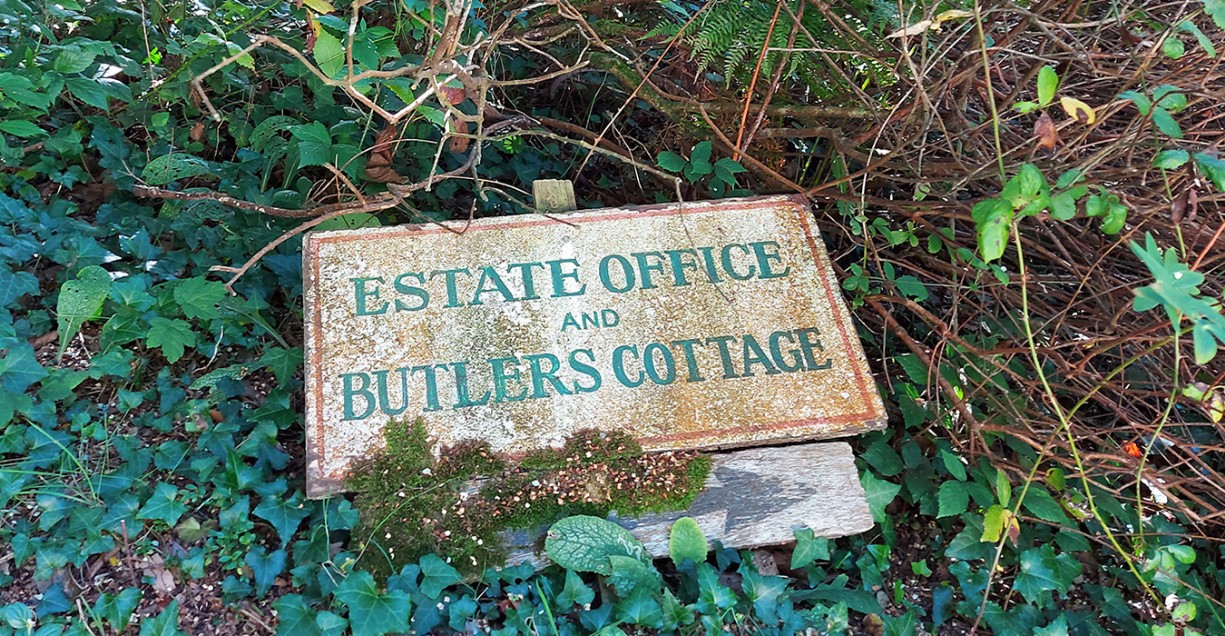 ESTATE OFFICE
AND
BUTLERS COTTAGE